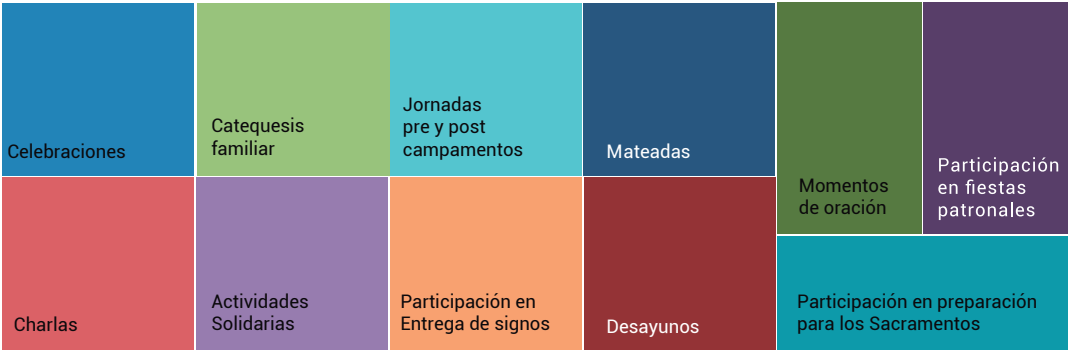 Celebraciones
Catequesis
familiar
Jornadas
pre y post
campamentos
Mateadas
Momentos
de oración
Participación
en fiestas
patronales
Charlas
Actividades
Solidarias
Participación en
Entrega de signos
Desayunos
Participación en preparación
para los Sacramentos